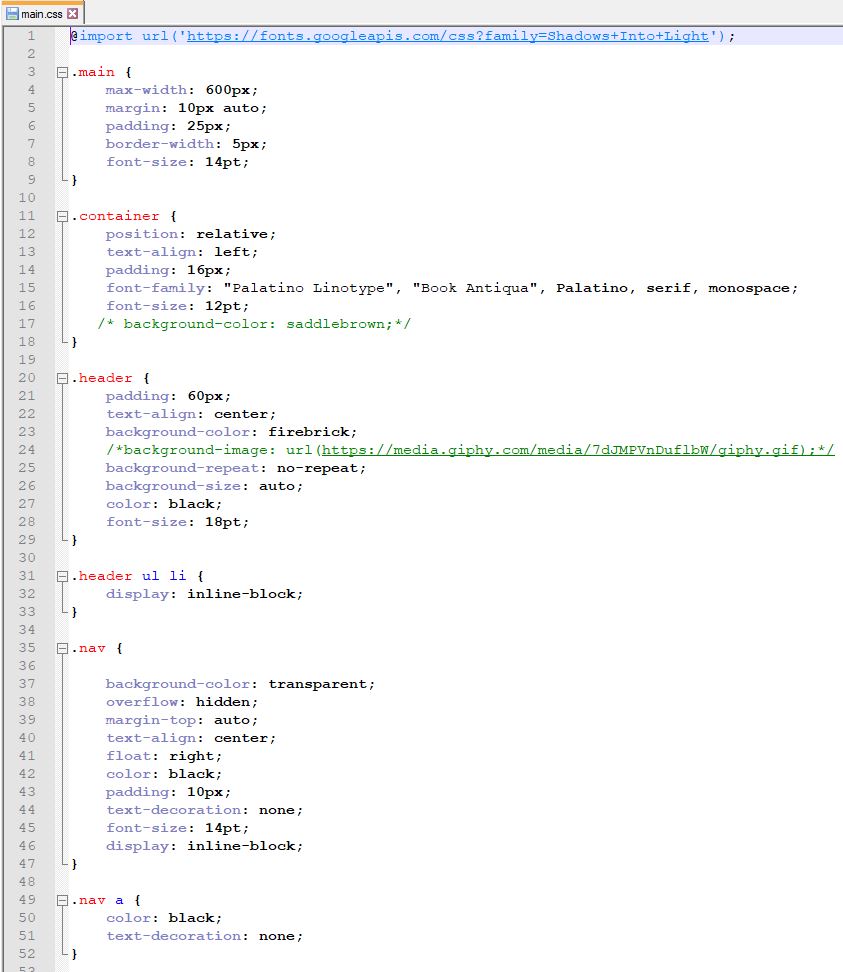 main.css
1 @import url('https://fonts.googleapis.com/css?family=Shadows+Into+Light');
2
3 .main {
4     max-width: 600px;
5     margin: 10px auto;
6     padding: 25px;
7     border-width: 5px;
8     font-size: 14pt;
9 }
10
11 .container {
12     position: relative;
13     text-align: left;
14     padding: 16px;
15     font-family: "Palatino Linotype", "Book Antiqua", Palatino, serif, monospace;
16     font-size: 12pt;
17    /* background-color: saddlebrown;*/
18 }
19
20 .header {
21     padding: 60px;
22     text-align: center;
23     background-color: firebrick;
24     /*background-image: url(https://media.giphy.com/media/7dJMPVnDuflbW/giphy.gif);*/
25     background-repeat: no-repeat;
26     background-size: auto;
27     color: black;
28     font-size: 18pt;
29 }
30
31 .header ul li {
32     display: inline-block;
33 }
34
35 .nav {
36
37     background-color: transparent;
38     overflow: hidden;
39     margin-top: auto;
40     text-align: center;
41     float: right;
42     color: black;
43     padding: 10px;
44     text-decoration: none;
45     font-size: 14pt;
46     display: inline-block;
47 }
48
49 .nav a {
50     color: black;
51     text-decoration: none;
52 }
53